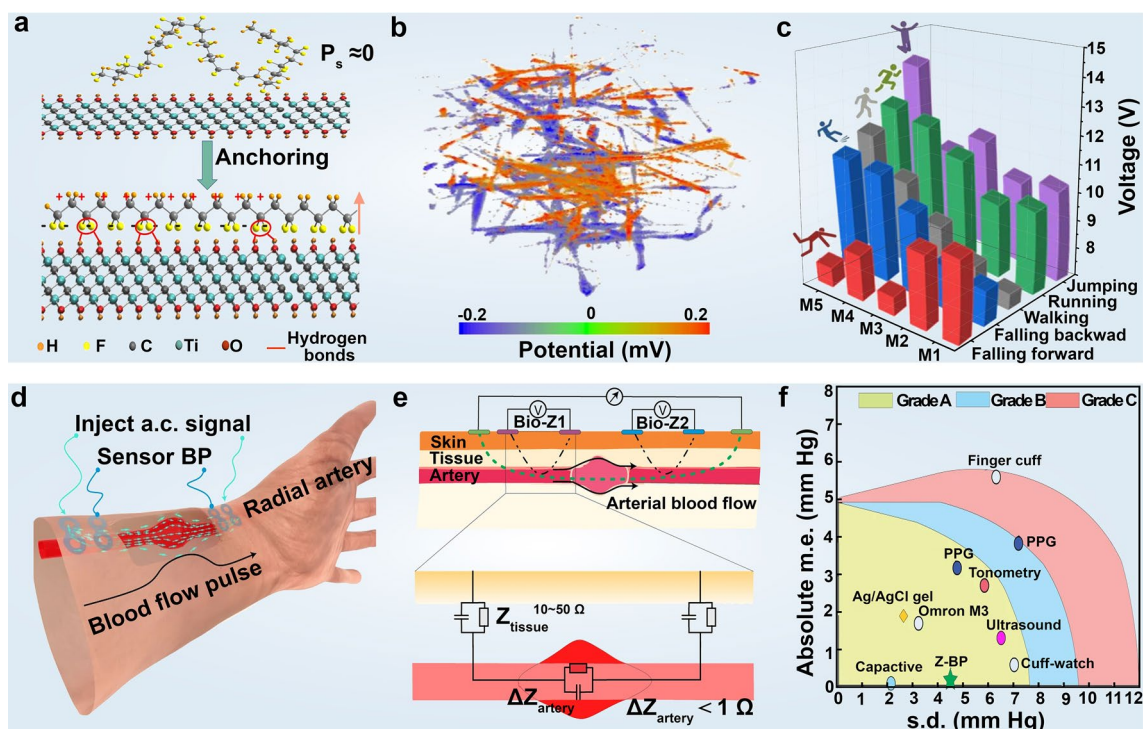 a
P_s ≈0
Anchoring
+ + + + + + +
- - - - - -
H F C Ti O Hydrogen
bonds
b
-0.2 0 0.2
Potential (mV)
c
15
14
13
12
11
10
9
8
Voltage (V)
M5
M4
M3
M2
M1
Jumping
Running
Walking
Falling backwad
Falling forward
d
Inject a.c. signal
Sensor BP
Radial artery
Blood flow pulse
e
V V
Bio-Z1 Bio-Z2
Skin
Tissue
Artery
Arterial blood flow
Z_tissue 10~50 Ω
ΔZ_artery ΔZ_artery < 1 Ω
f
Grade A Grade B Grade C
8
7
6
5
4
3
2
1
0
Absolute m.e. (mm Hg)
Finger cuff
PPG
PPG
Tonometry
Ag/AgCl gel
Omron M3
Ultrasound
Capactive
Z-BP
Cuff-watch
0 1 2 3 4 5 6 7 8 9 10 11 12
s.d. (mm Hg)